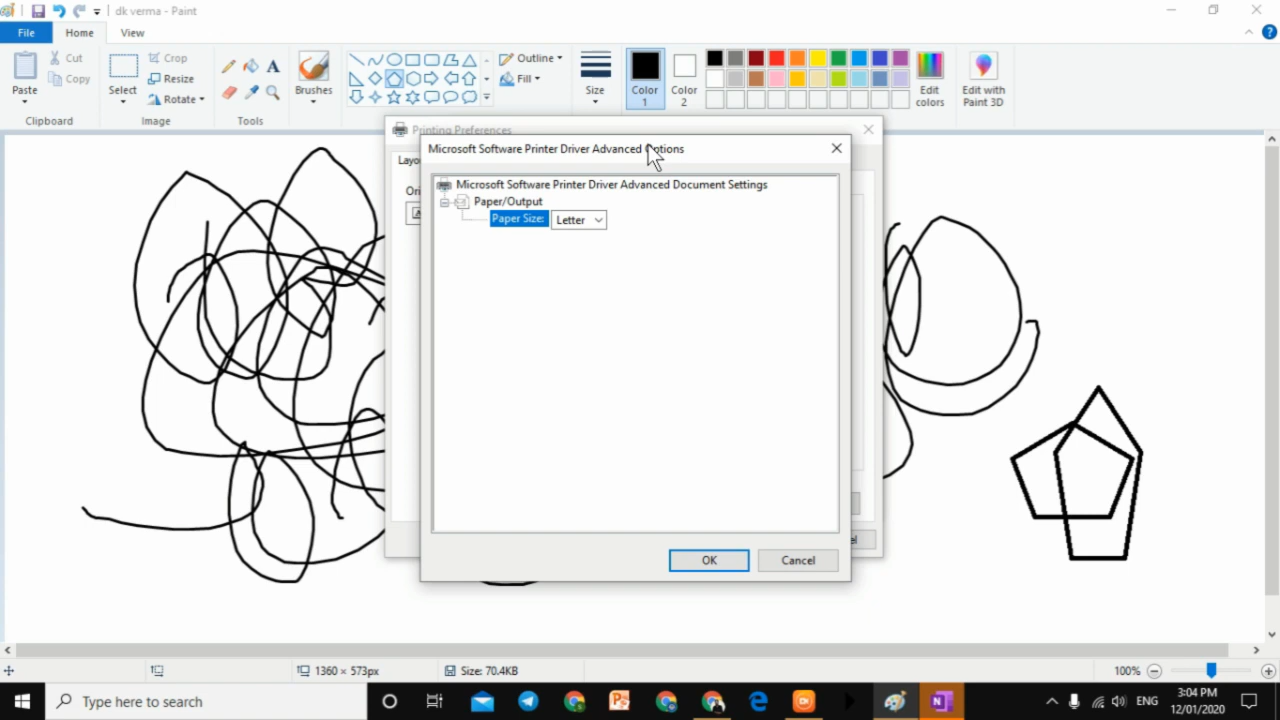 dk verma - Paint
File
Home
View
Paste
Cut
Copy
Clipboard
Select
Crop
Resize
Rotate
Image
A
Tools
Brushes
Outline
Fill
Size
Color
1
Color
2
Edit
colors
Edit with
Paint 3D
Printing Preferences
Microsoft Software Printer Driver Advanced Options
Microsoft Software Printer Driver Advanced Document Settings
Paper/Output
Paper Size:
Letter
OK
Cancel
1360 × 573px
Size: 70.4KB
100%
Type here to search
ENG
3:04 PM
12/01/2020